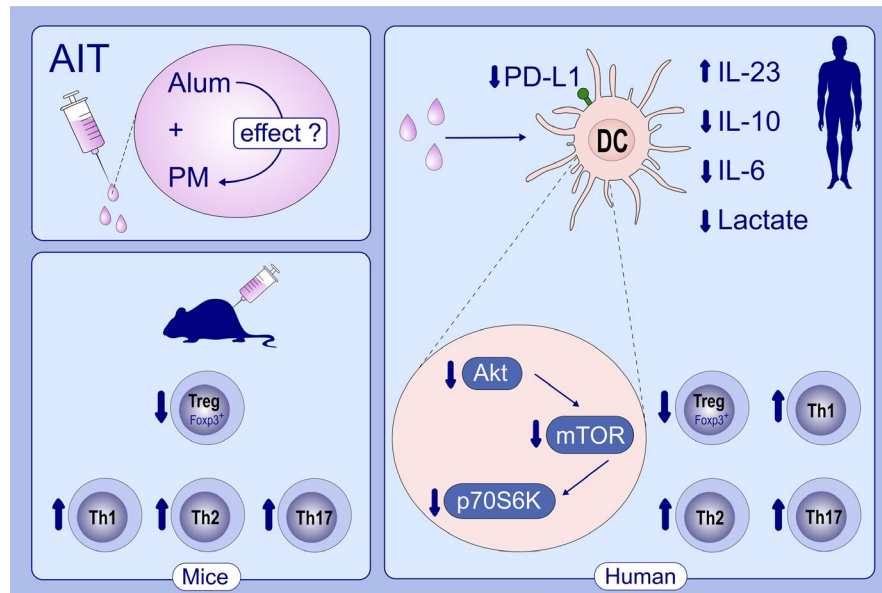 AIT
Alum
+
effect ?
PM
Treg
Foxp3+
Th1
Th2
Th17
Mice
PD-L1
DC
IL-23
IL-10
IL-6
Lactate
Akt
mTOR
p70S6K
Treg
Foxp3+
Th1
Th2
Th17
Human